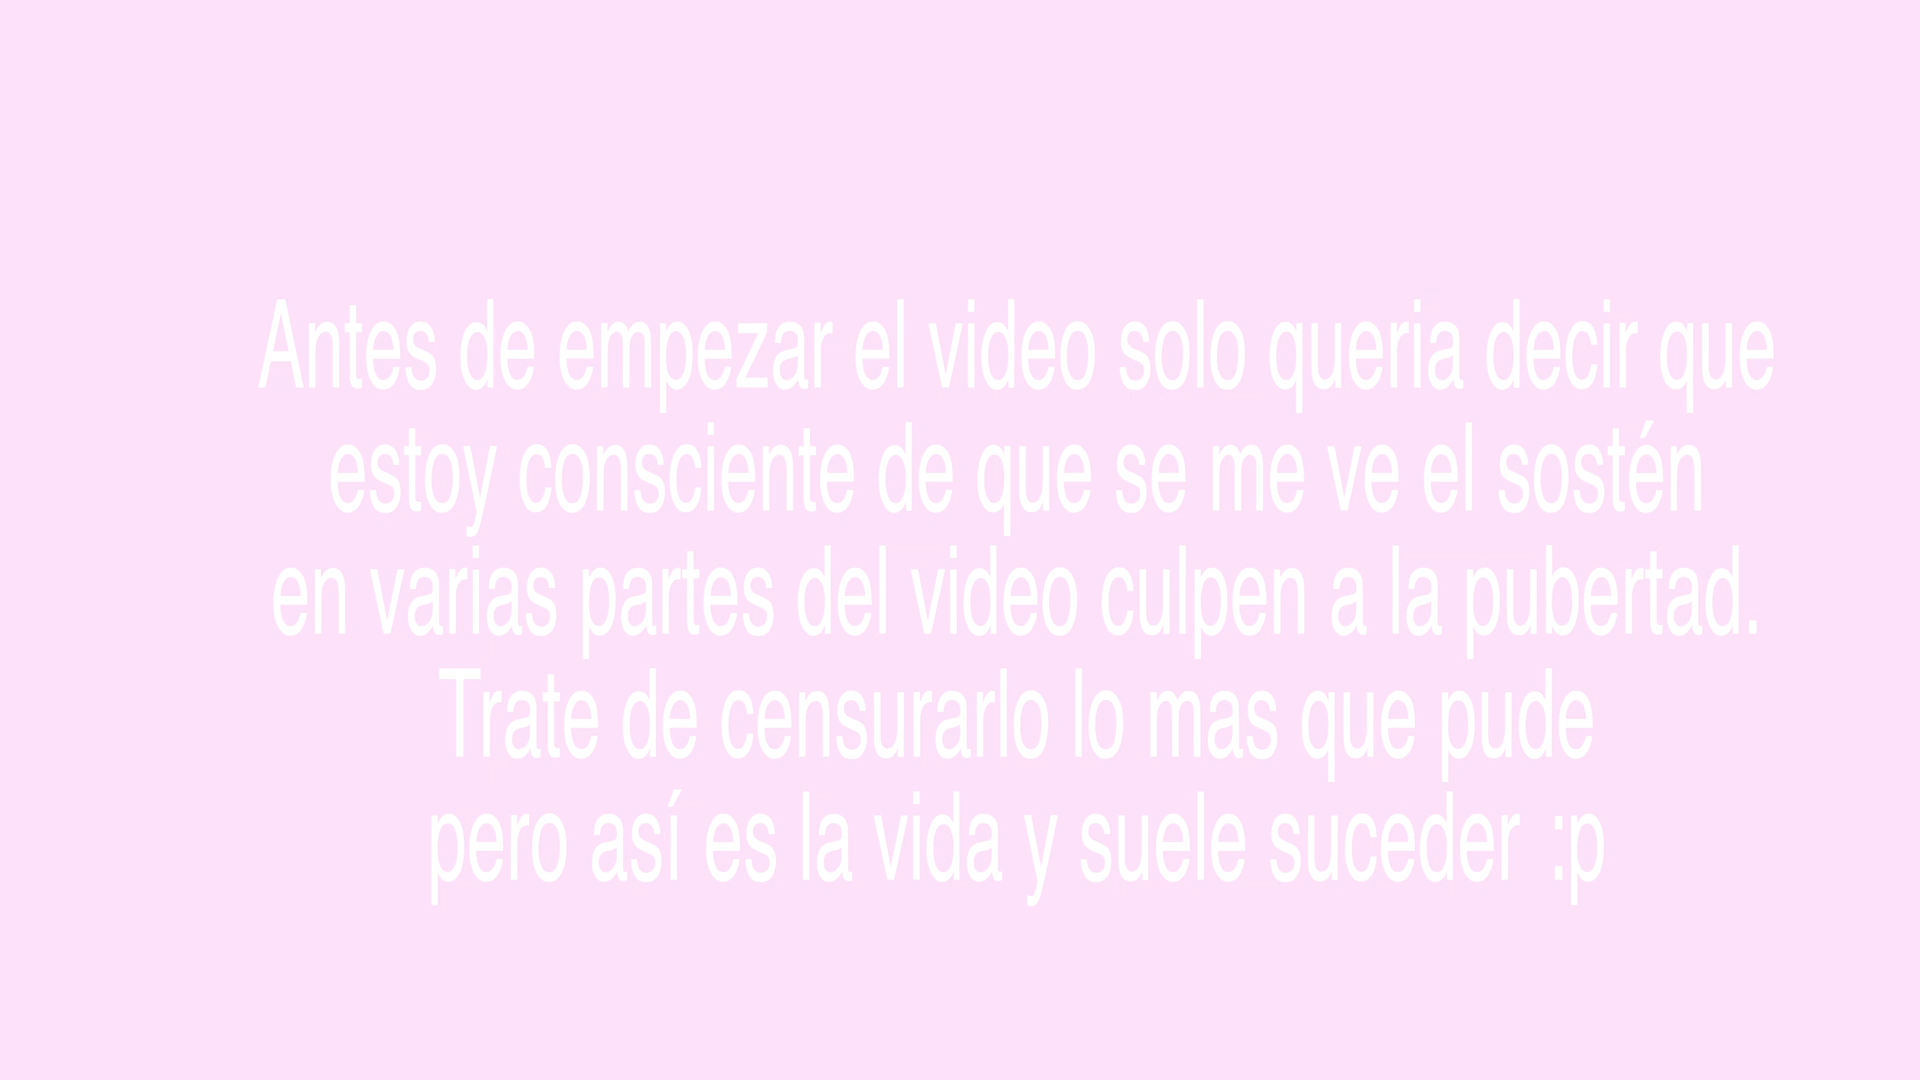 Antes de empezar el video solo queria decir que
estoy consciente de que se me ve el sostén
en varias partes del video culpen a la pubertad.
Trate de censurarlo lo mas que pude
pero así es la vida y suele suceder :p